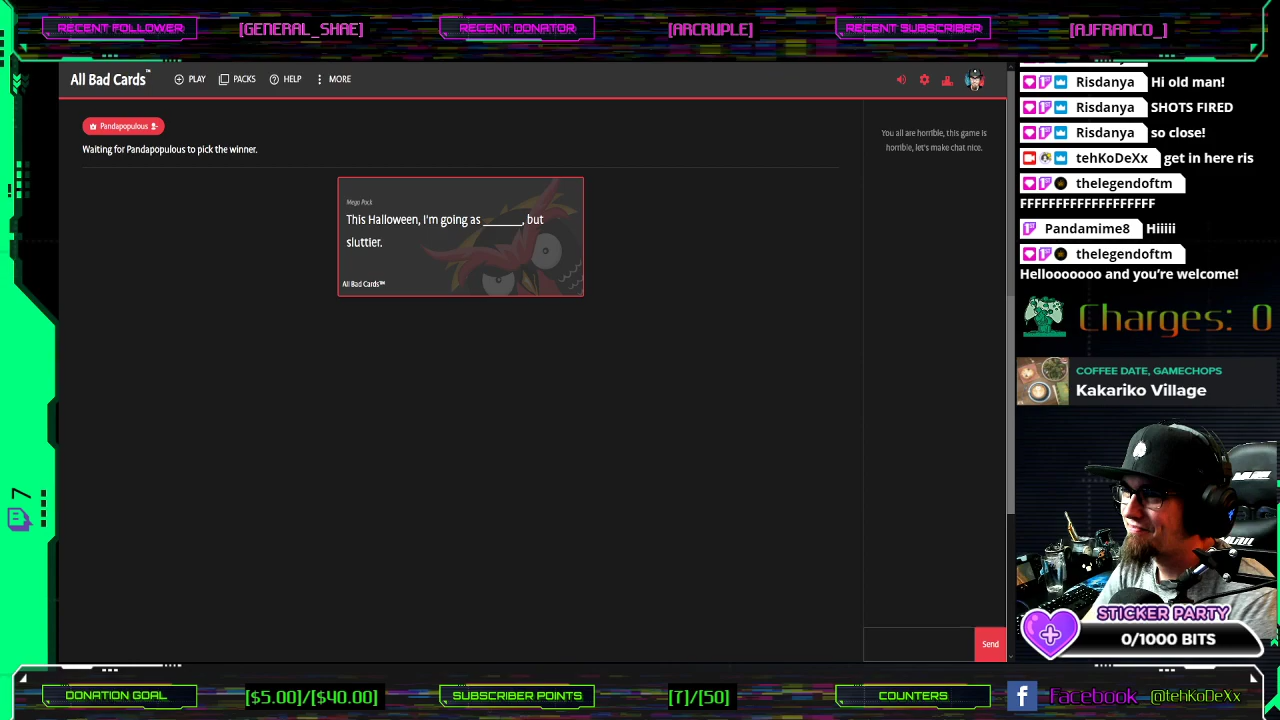 RECENT FOLLOWER
[GENERAL_SHAE]
RECENT DONATOR
[ARCRUPLE]
RECENT SUBSCRIBER
[AJFRANCO_]
All Bad Cards™
PLAY
PACKS
HELP
MORE
Pandapopulous
Waiting for Pandapopulous to pick the winner.
Mega Pack
This Halloween, I'm going as _______, but
sluttier.
All Bad Cards™
You all are horrible, this game is
horrible, let's make chat nice.
Send
Risdanya Hi old man!
Risdanya SHOTS FIRED
Risdanya so close!
tehKoDeXx get in here ris
thelegendoftm
FFFFFFFFFFFFFFFFFFF
Pandamime8 Hiiiii
thelegendoftm
Hellooooooo and you're welcome!
Charges: 0
COFFEE DATE, GAMECHOPS
Kakariko Village
7
STICKER PARTY
0/1000 BITS
DONATION GOAL
[$5.00]/[$40.00]
SUBSCRIBER POINTS
[7]/[50]
COUNTERS
Facebook
@tehKoDeXx